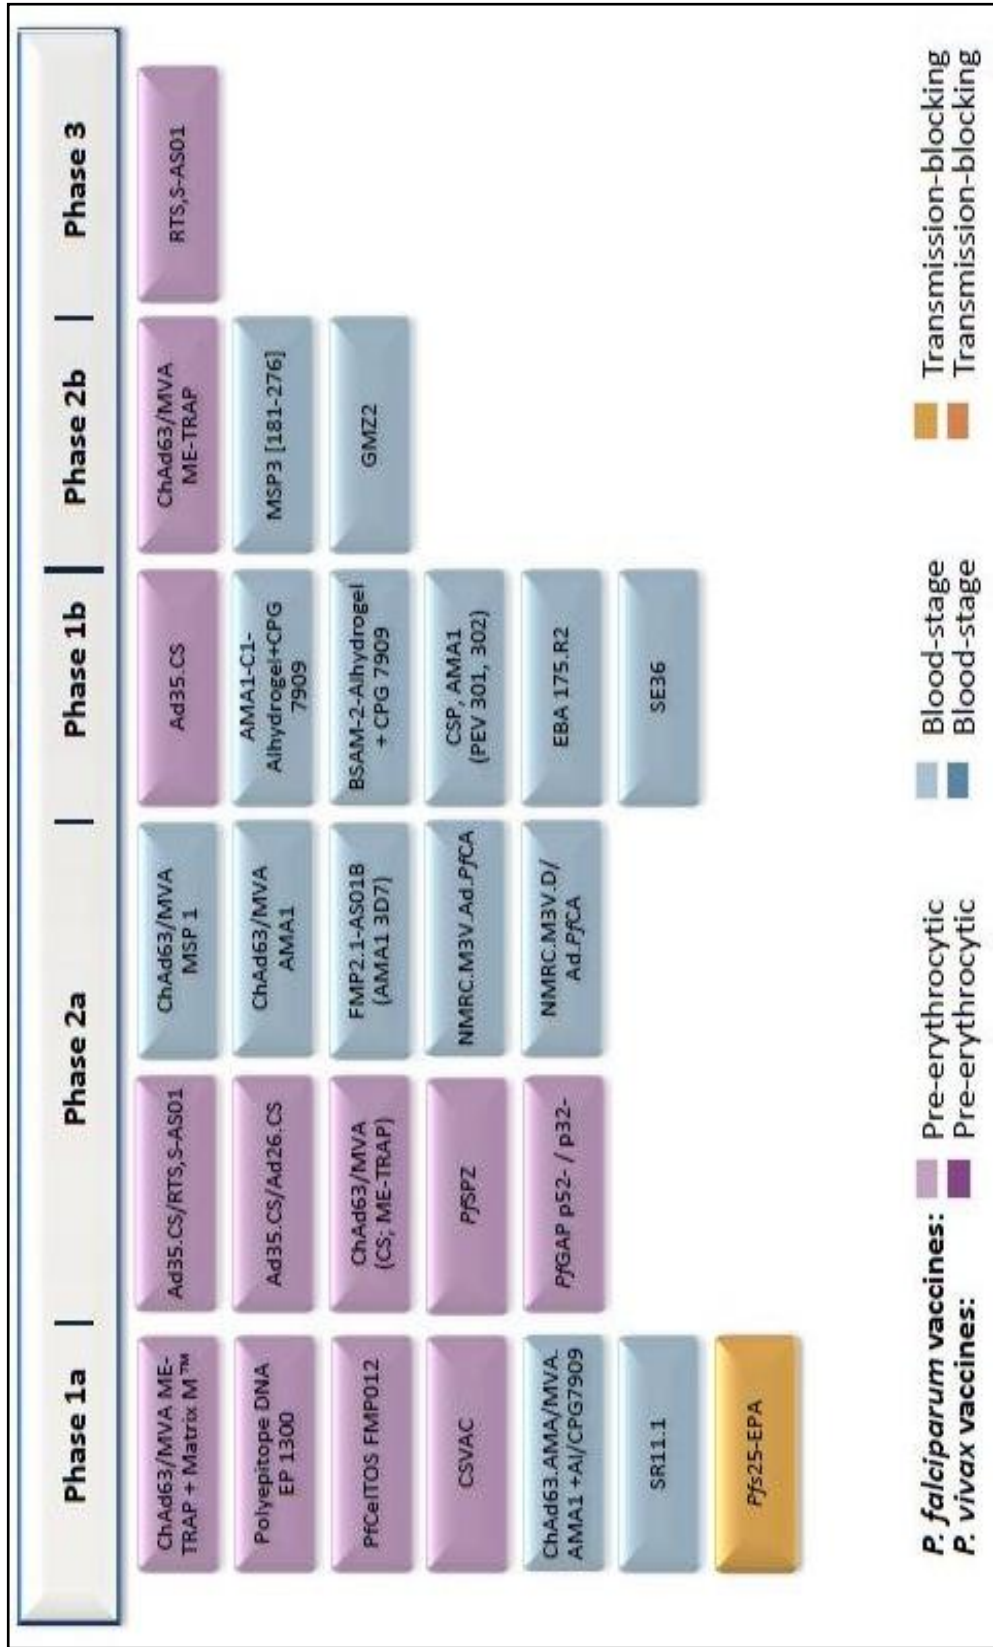 Phase 1a
Phase 2a
Phase 1b
Phase 2b
Phase 3
ChAd63/MVA ME-
TRAP + Matrix M™
Polyepitope DNA
EP 1300
PfCelTOS FMP012
CSVAC
ChAd63.AMA/MVA.
AMA1 +Al/CPG7909
SR11.1
Pfs25-EPA
Ad35.CS/RTS,S-AS01
Ad35.CS/Ad26.CS
ChAd63/MVA
(CS; ME-TRAP)
PfSPZ
PfGAP p52- / p32-
ChAd63/MVA
MSP 1
ChAd63/MVA
AMA1
FMP2.1-AS01B
(AMA1 3D7)
NMRC.M3V.Ad.PfCA
NMRC.M3V.D/
Ad.PfCA
Ad35.CS
AMA1-C1-
Alhydrogel+CPG
7909
BSAM-2-Alhydrogel
+ CPG 7909
CSP, AMA1
(PEV 301, 302)
EBA 175.R2
SE36
ChAd63/MVA
ME-TRAP
MSP3 [181-276]
GMZ2
RTS,S-AS01
P. falciparum vaccines: Pre-erythrocytic Blood-stage Transmission-blocking
P. vivax vaccines: Pre-erythrocytic Blood-stage Transmission-blocking